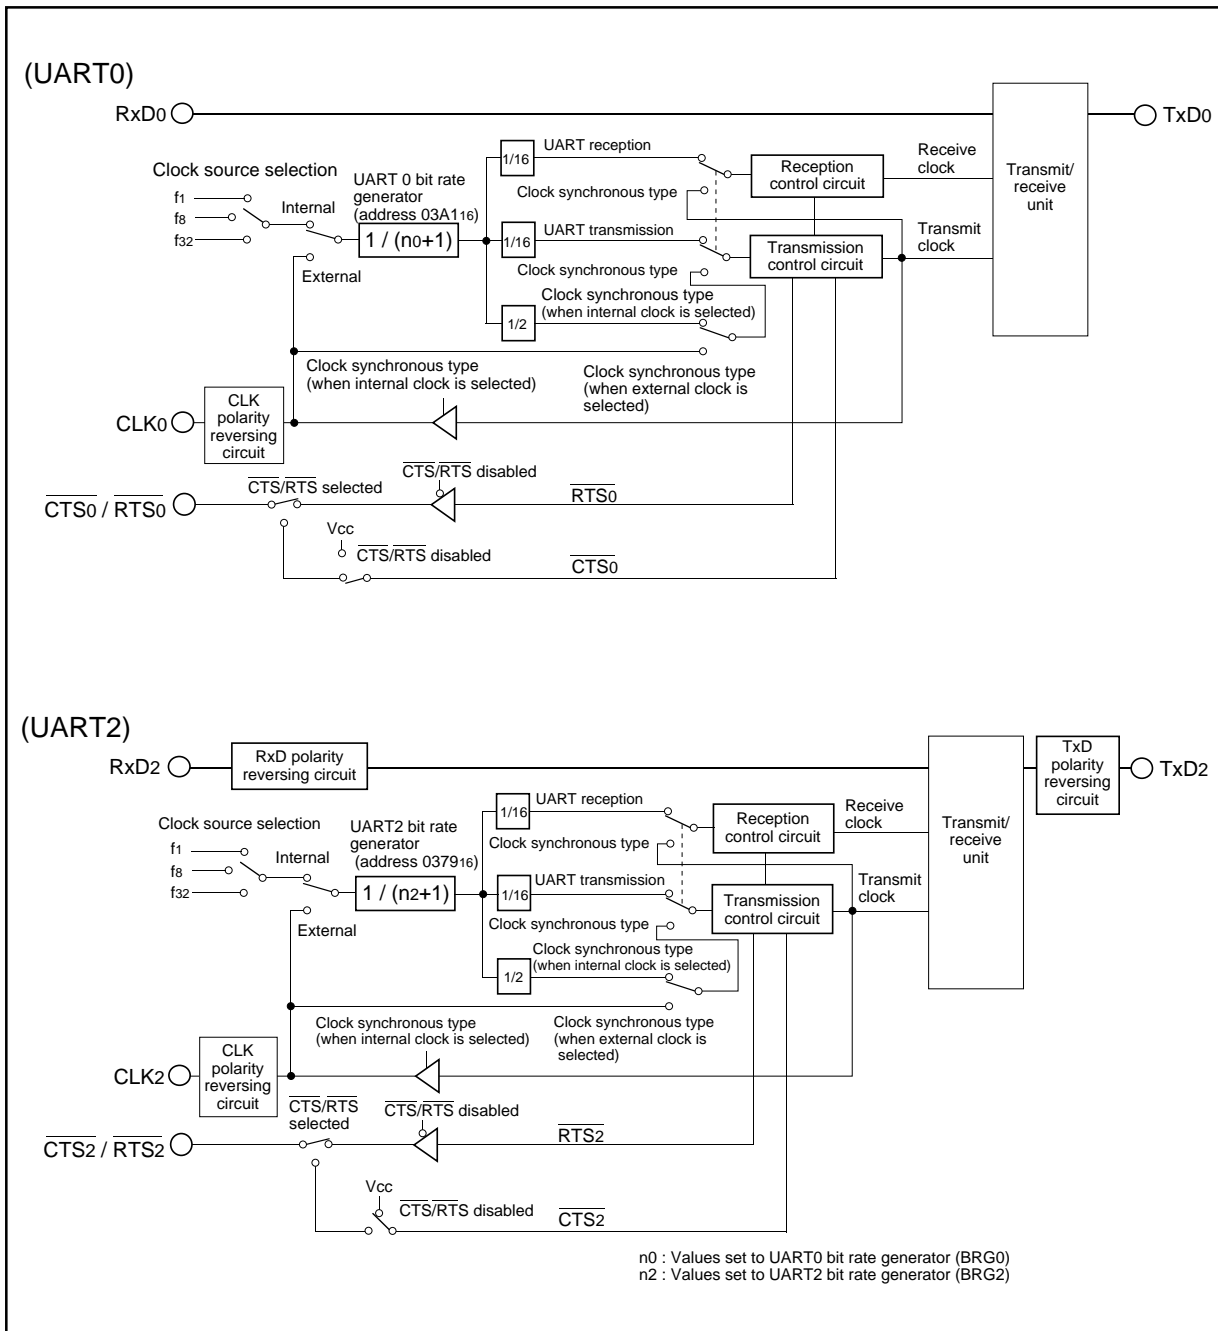 (UART0)
RxD0
TxD0
Clock source selection
f1
f8
f32
Internal
External
UART 0 bit rate
generator
(address 03A116)
1 / (n0+1)
1/16
UART reception
Clock synchronous type
1/16
UART transmission
Clock synchronous type
Clock synchronous type
(when internal clock is selected)
1/2
Reception
control circuit
Receive
clock
Transmission
control circuit
Transmit
clock
Transmit/
receive
unit
Clock synchronous type
(when internal clock is selected)
Clock synchronous type
(when external clock is
selected)
CLK0
CLK
polarity
reversing
circuit
CTS0 / RTS0
CTS/RTS selected
CTS/RTS disabled
RTS0
Vcc
CTS/RTS disabled
CTS0
(UART2)
RxD2
RxD polarity
reversing circuit
TxD
polarity
reversing
circuit
TxD2
Clock source selection
f1
f8
f32
Internal
External
UART2 bit rate
generator
(address 037916)
1 / (n2+1)
1/16
UART reception
Clock synchronous type
1/16
UART transmission
Clock synchronous type
Clock synchronous type
(when internal clock is selected)
1/2
Reception
control circuit
Receive
clock
Transmission
control circuit
Transmit
clock
Transmit/
receive
unit
Clock synchronous type
(when internal clock is selected)
Clock synchronous type
(when external clock is
selected)
CLK2
CLK
polarity
reversing
circuit
CTS2 / RTS2
CTS/RTS
selected
CTS/RTS disabled
RTS2
Vcc
CTS/RTS disabled
CTS2
n0 : Values set to UART0 bit rate generator (BRG0)
n2 : Values set to UART2 bit rate generator (BRG2)